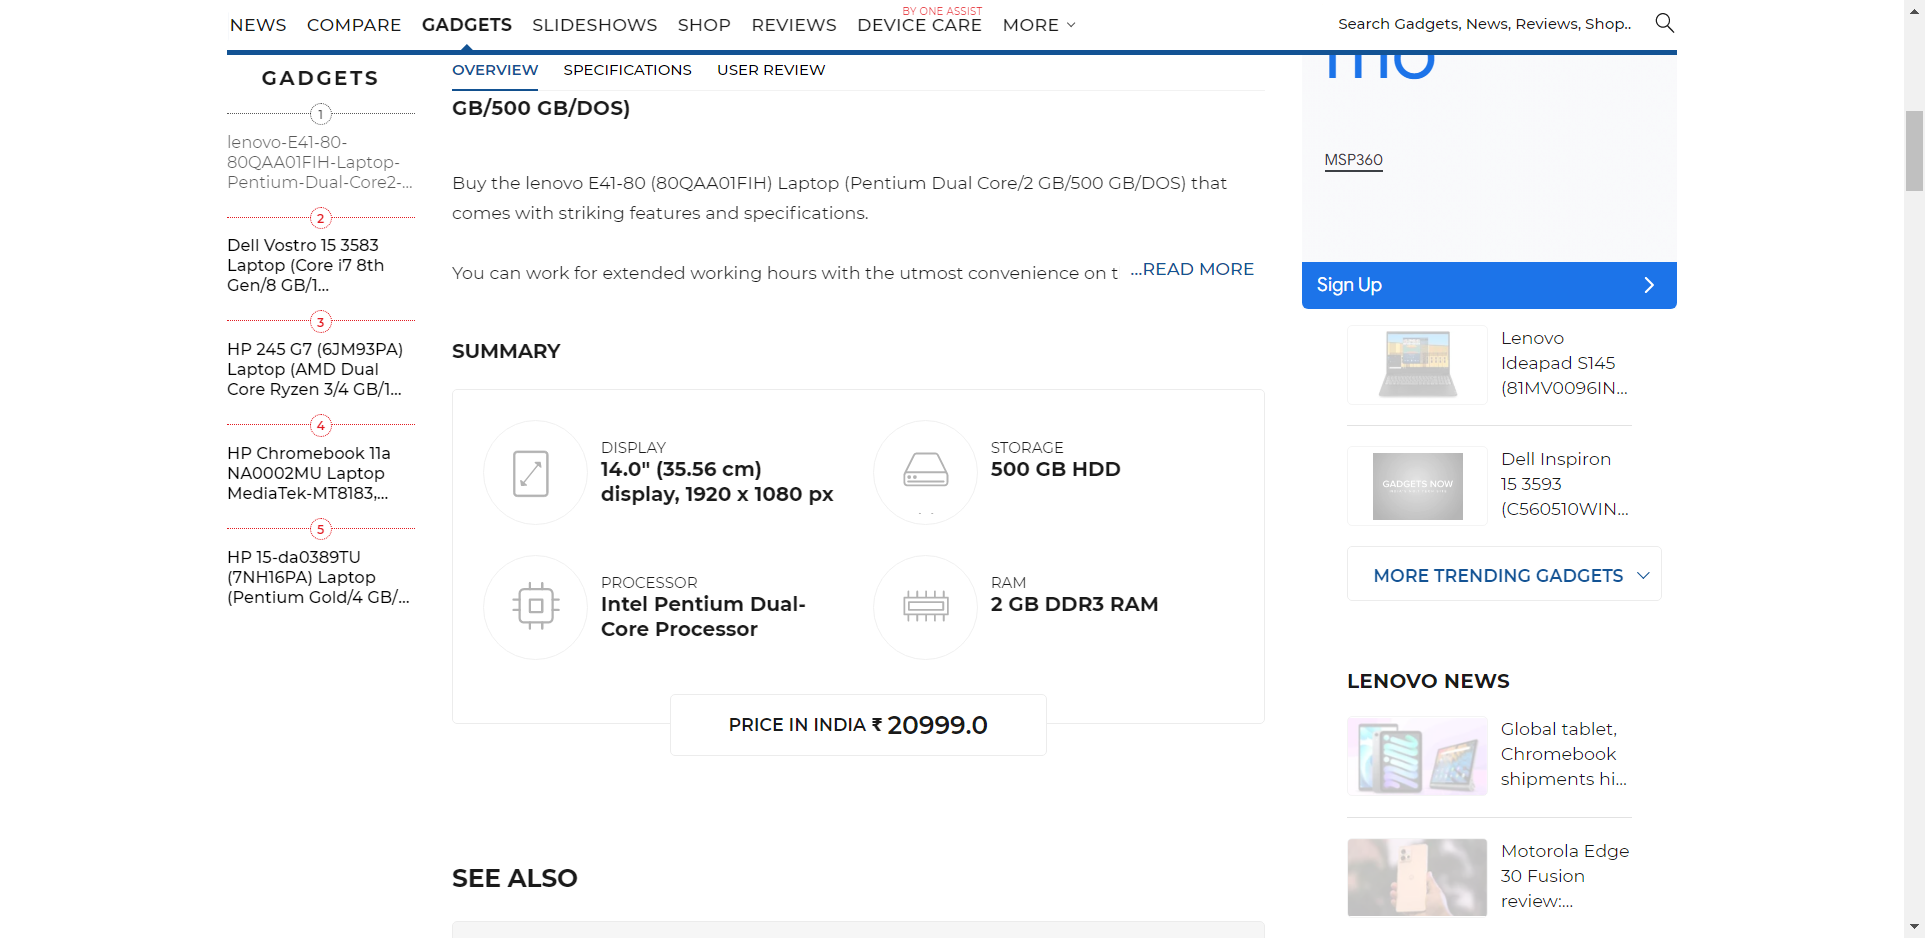 BY ONE ASSIST
NEWS COMPARE GADGETS SLIDESHOWS SHOP REVIEWS DEVICE CARE MORE
Search Gadgets, News, Reviews, Shop..
GADGETS
1
lenovo-E41-80-
80QAA01FIH-Laptop-
Pentium-Dual-Core2-...
2
Dell Vostro 15 3583
Laptop (Core i7 8th
Gen/8 GB/1...
3
HP 245 G7 (6JM93PA)
Laptop (AMD Dual
Core Ryzen 3/4 GB/1...
4
HP Chromebook 11a
NA0002MU Laptop
MediaTek-MT8183,...
5
HP 15-da0389TU
(7NH16PA) Laptop
(Pentium Gold/4 GB/...
OVERVIEW SPECIFICATIONS USER REVIEW
GB/500 GB/DOS)
Buy the lenovo E41-80 (80QAA01FIH) Laptop (Pentium Dual Core/2 GB/500 GB/DOS) that
comes with striking features and specifications.
You can work for extended working hours with the utmost convenience on t ...READ MORE
SUMMARY
DISPLAY
14.0" (35.56 cm)
display, 1920 x 1080 px
STORAGE
500 GB HDD
PROCESSOR
Intel Pentium Dual-
Core Processor
RAM
2 GB DDR3 RAM
PRICE IN INDIA ₹ 20999.0
SEE ALSO
MSP360
Sign Up
Lenovo
Ideapad S145
(81MV0096IN...
GADGETS NOW
Dell Inspiron
15 3593
(C560510WIN...
MORE TRENDING GADGETS
LENOVO NEWS
Global tablet,
Chromebook
shipments hi...
Motorola Edge
30 Fusion
review:...